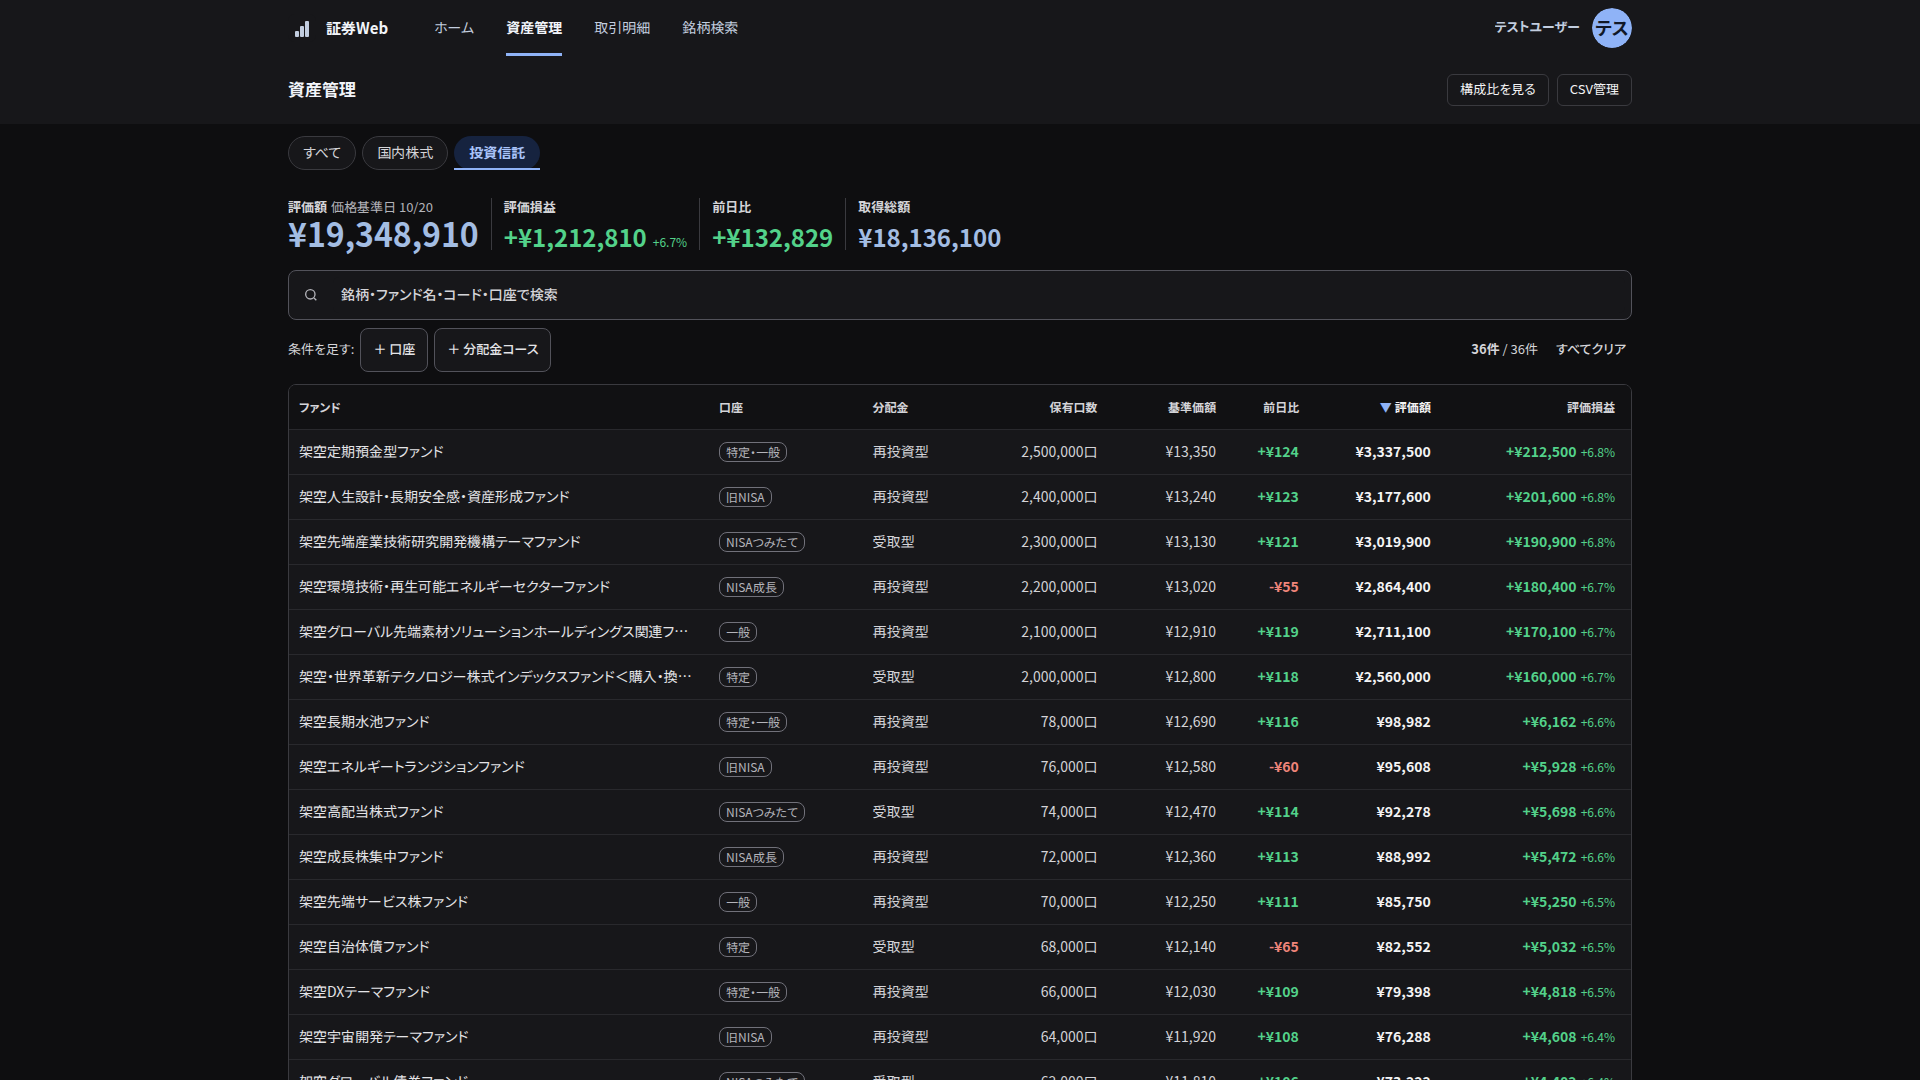 証券Web ホーム 資産管理 取引明細 銘柄検索 テストユーザー テス
資産管理 構成比を見る CSV管理
すべて 国内株式 投資信託
評価額 価格基準日 10/20 評価損益 前日比 取得総額
¥19,348,910 +¥1,212,810 +6.7% +¥132,829 ¥18,136,100
銘柄・ファンド名・コード・口座で検索
条件を足す: ＋口座 ＋分配金コース 36件 / 36件 すべてクリア
ファンド 口座 分配金 保有口数 基準価額 前日比 ▼評価額 評価損益
架空定期預金型ファンド 特定・一般 再投資型 2,500,000口 ¥13,350 +¥124 ¥3,337,500 +¥212,500 +6.8%
架空人生設計・長期安全感・資産形成ファンド 旧NISA 再投資型 2,400,000口 ¥13,240 +¥123 ¥3,177,600 +¥201,600 +6.8%
架空先端産業技術研究開発機構テーマファンド NISAつみたて 受取型 2,300,000口 ¥13,130 +¥121 ¥3,019,900 +¥190,900 +6.8%
架空環境技術・再生可能エネルギーセクターファンド NISA成長 再投資型 2,200,000口 ¥13,020 -¥55 ¥2,864,400 +¥180,400 +6.7%
架空グローバル先端素材ソリューションホールディングス関連フ… 一般 再投資型 2,100,000口 ¥12,910 +¥119 ¥2,711,100 +¥170,100 +6.7%
架空・世界革新テクノロジー株式インデックスファンド＜購入・換… 特定 受取型 2,000,000口 ¥12,800 +¥118 ¥2,560,000 +¥160,000 +6.7%
架空長期水池ファンド 特定・一般 再投資型 78,000口 ¥12,690 +¥116 ¥98,982 +¥6,162 +6.6%
架空エネルギートランジションファンド 旧NISA 再投資型 76,000口 ¥12,580 -¥60 ¥95,608 +¥5,928 +6.6%
架空高配当株式ファンド NISAつみたて 受取型 74,000口 ¥12,470 +¥114 ¥92,278 +¥5,698 +6.6%
架空成長株集中ファンド NISA成長 再投資型 72,000口 ¥12,360 +¥113 ¥88,992 +¥5,472 +6.6%
架空先端サービス株ファンド 一般 再投資型 70,000口 ¥12,250 +¥111 ¥85,750 +¥5,250 +6.5%
架空自治体債ファンド 特定 受取型 68,000口 ¥12,140 -¥65 ¥82,552 +¥5,032 +6.5%
架空DXテーマファンド 特定・一般 再投資型 66,000口 ¥12,030 +¥109 ¥79,398 +¥4,818 +6.5%
架空宇宙開発テーマファンド 旧NISA 再投資型 64,000口 ¥11,920 +¥108 ¥76,288 +¥4,608 +6.4%
架空グローバル債券ファンド NISAつみたて 受取型 62,000口 ¥11,810 +¥106 ¥73,222